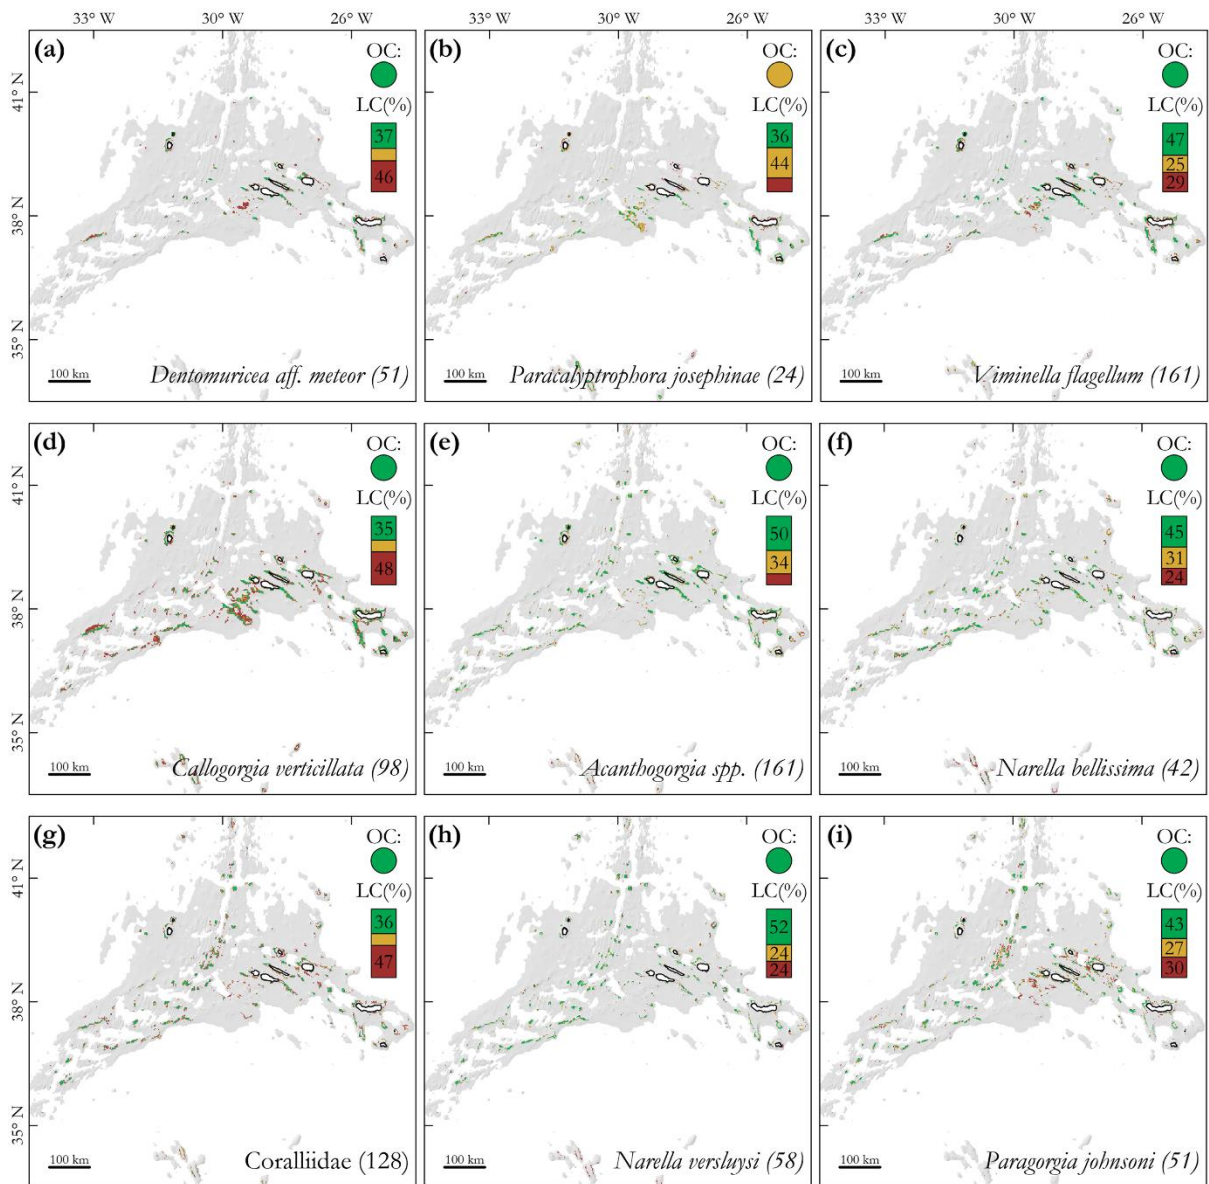 33° W 30° W 26° W 33° W 30° W 26° W 33° W 30° W 26° W
(a) OC: (b) OC: (c) OC:
LC(%) LC(%) LC(%)
41° N
37 36 47
44 25
46 29
38° N
35° N
100 km Dentomuricea aff. meteor (51) 100 km Paracalyptrophora josephinae (24) 100 km Viminella flagellum (161)
(d) OC: (e) OC: (f) OC:
LC(%) LC(%) LC(%)
41° N
35 50 45
34 31
48 24
38° N
35° N
100 km Callogorgia verticillata (98) 100 km Acanthogorgia spp. (161) 100 km Narella bellissima (42)
(g) OC: (h) OC: (i) OC:
LC(%) LC(%) LC(%)
41° N
36 52 43
24 27
47 24 30
38° N
35° N
100 km Coralliidae (128) 100 km Narella versluysi (58) 100 km Paragorgia johnsoni (51)